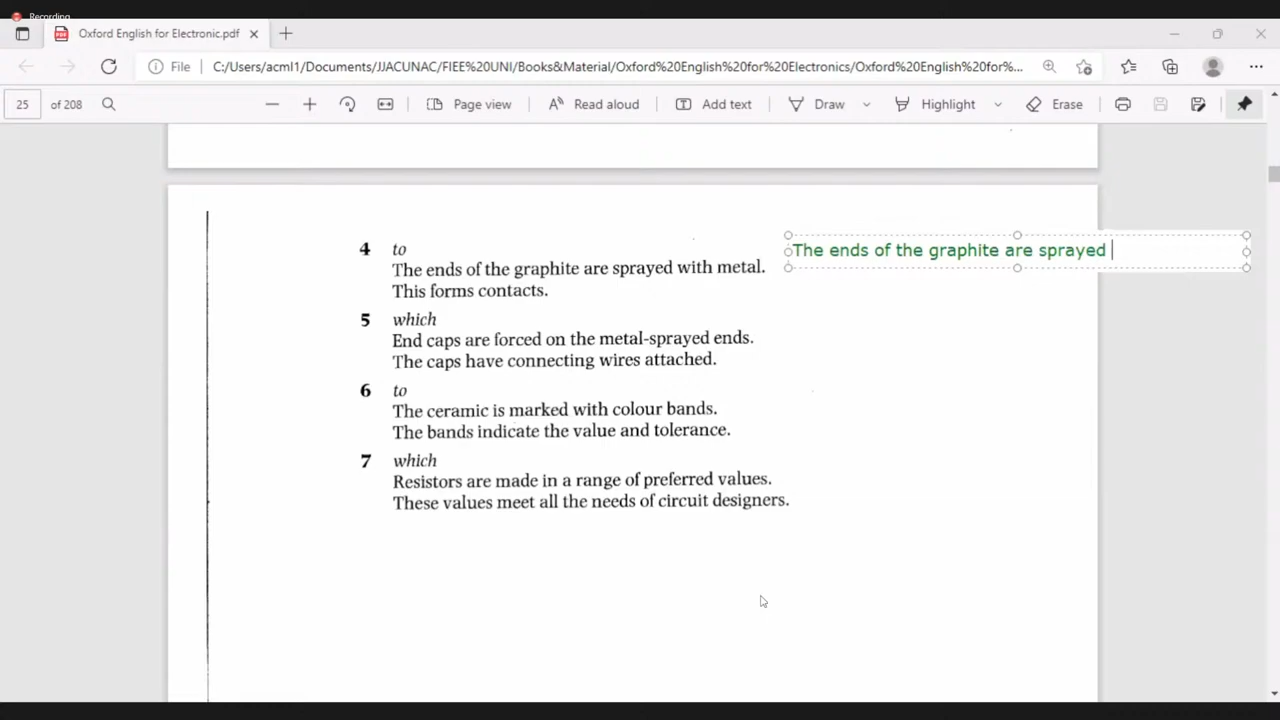 Recording
Oxford English for Electronic.pdf
File C:/Users/acml1/Documents/JJACUNAC/FIEE%20UNI/Books&Material/Oxford%20English%20for%20Electronics/Oxford%20English%20for%...
25 of 208 Page view Read aloud Add text Draw Highlight Erase
4 to
The ends of the graphite are sprayed with metal.
This forms contacts.
The ends of the graphite are sprayed
5 which
End caps are forced on the metal-sprayed ends.
The caps have connecting wires attached.
6 to
The ceramic is marked with colour bands.
The bands indicate the value and tolerance.
7 which
Resistors are made in a range of preferred values.
These values meet all the needs of circuit designers.